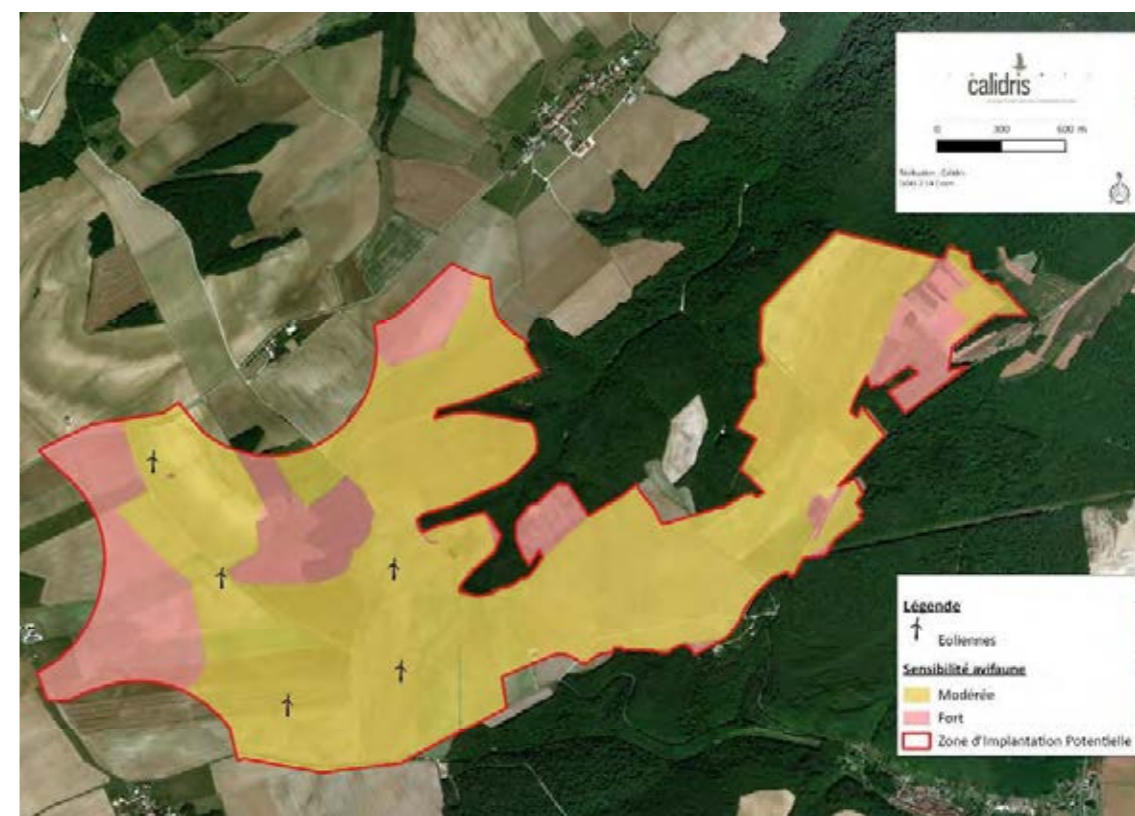 calidris
0 300 600 m
Légende
Eoliennes
Sensibilité avifaune
Modérée
Fort
Zone d'Implantation Potentielle